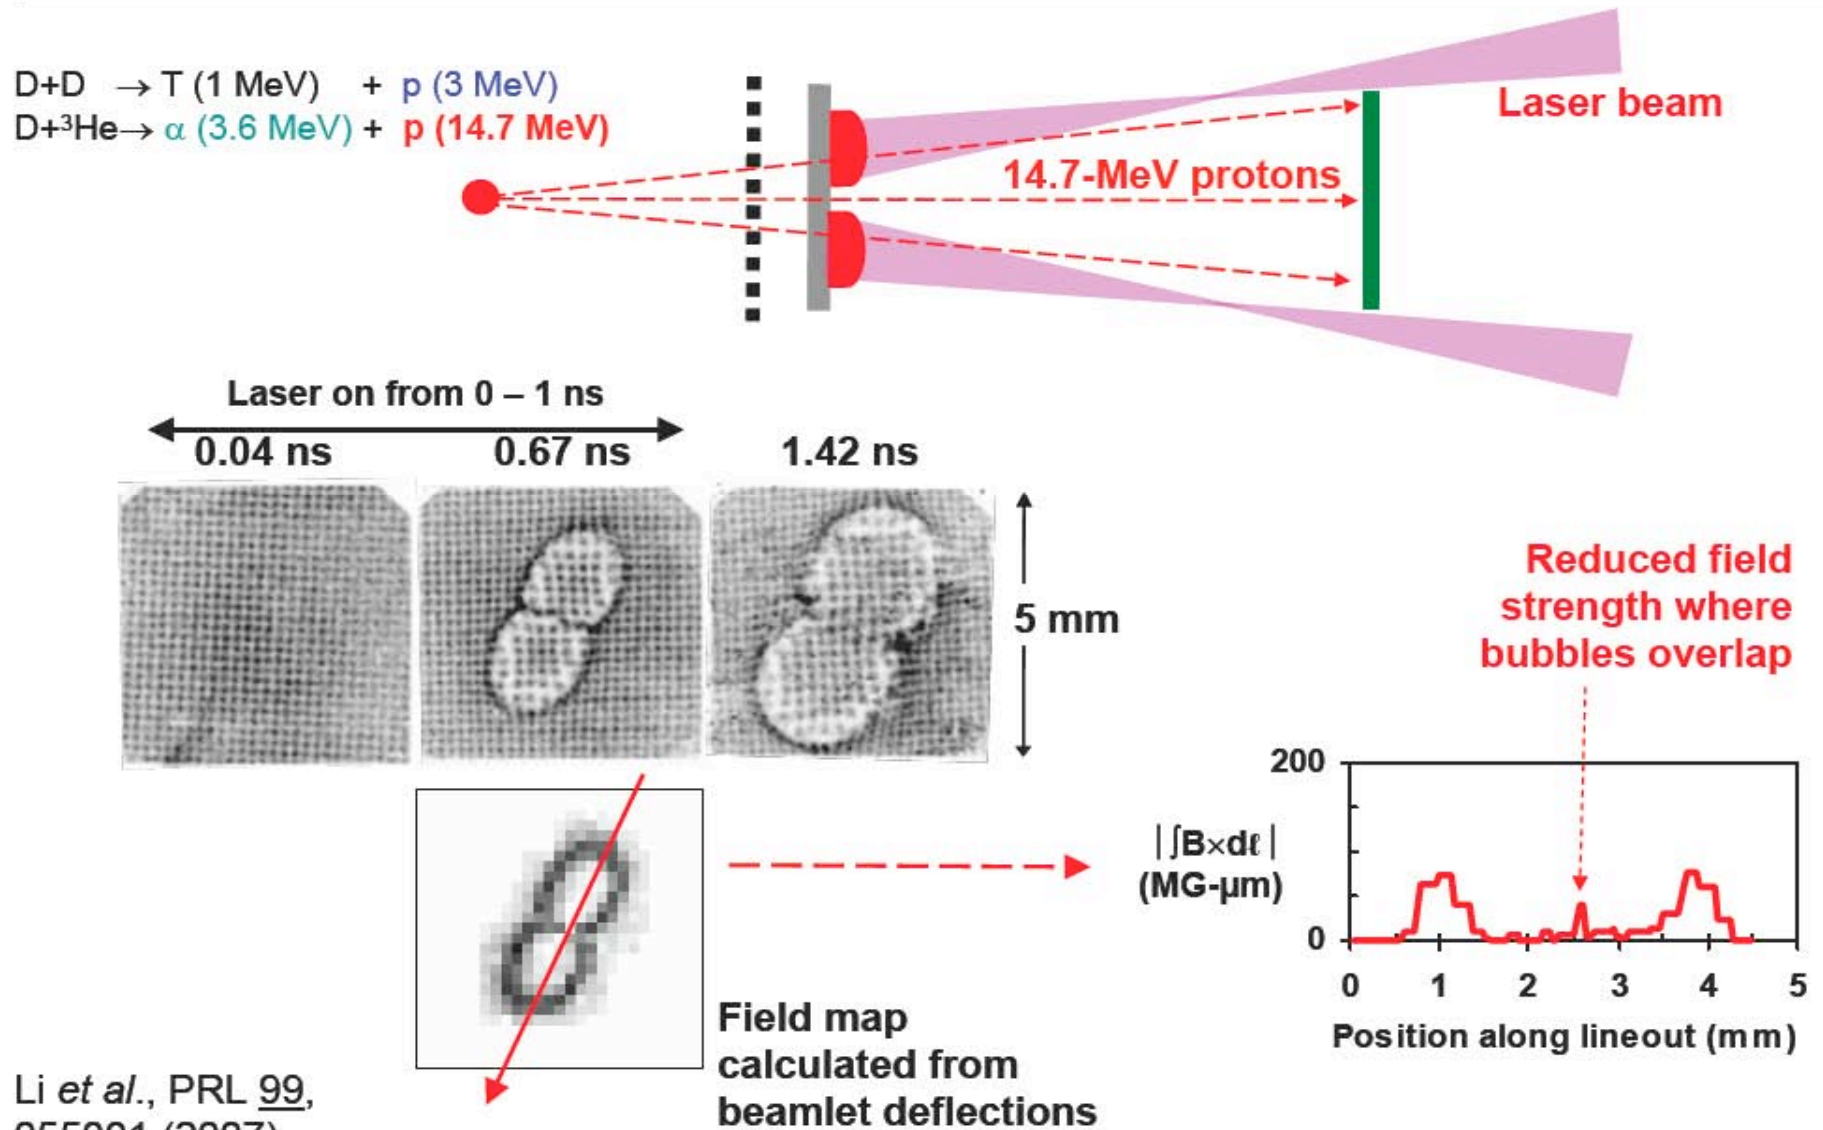 D+D → T (1 MeV) + p (3 MeV)
D+³He→ α (3.6 MeV) + p (14.7 MeV)
Laser beam
14.7-MeV protons
Laser on from 0 – 1 ns
0.04 ns
0.67 ns
1.42 ns
5 mm
Reduced field
strength where
bubbles overlap
200
|∫B×dℓ|
(MG-µm)
0
0 1 2 3 4 5
Position along lineout (mm)
Field map
calculated from
beamlet deflections
Li et al., PRL 99,